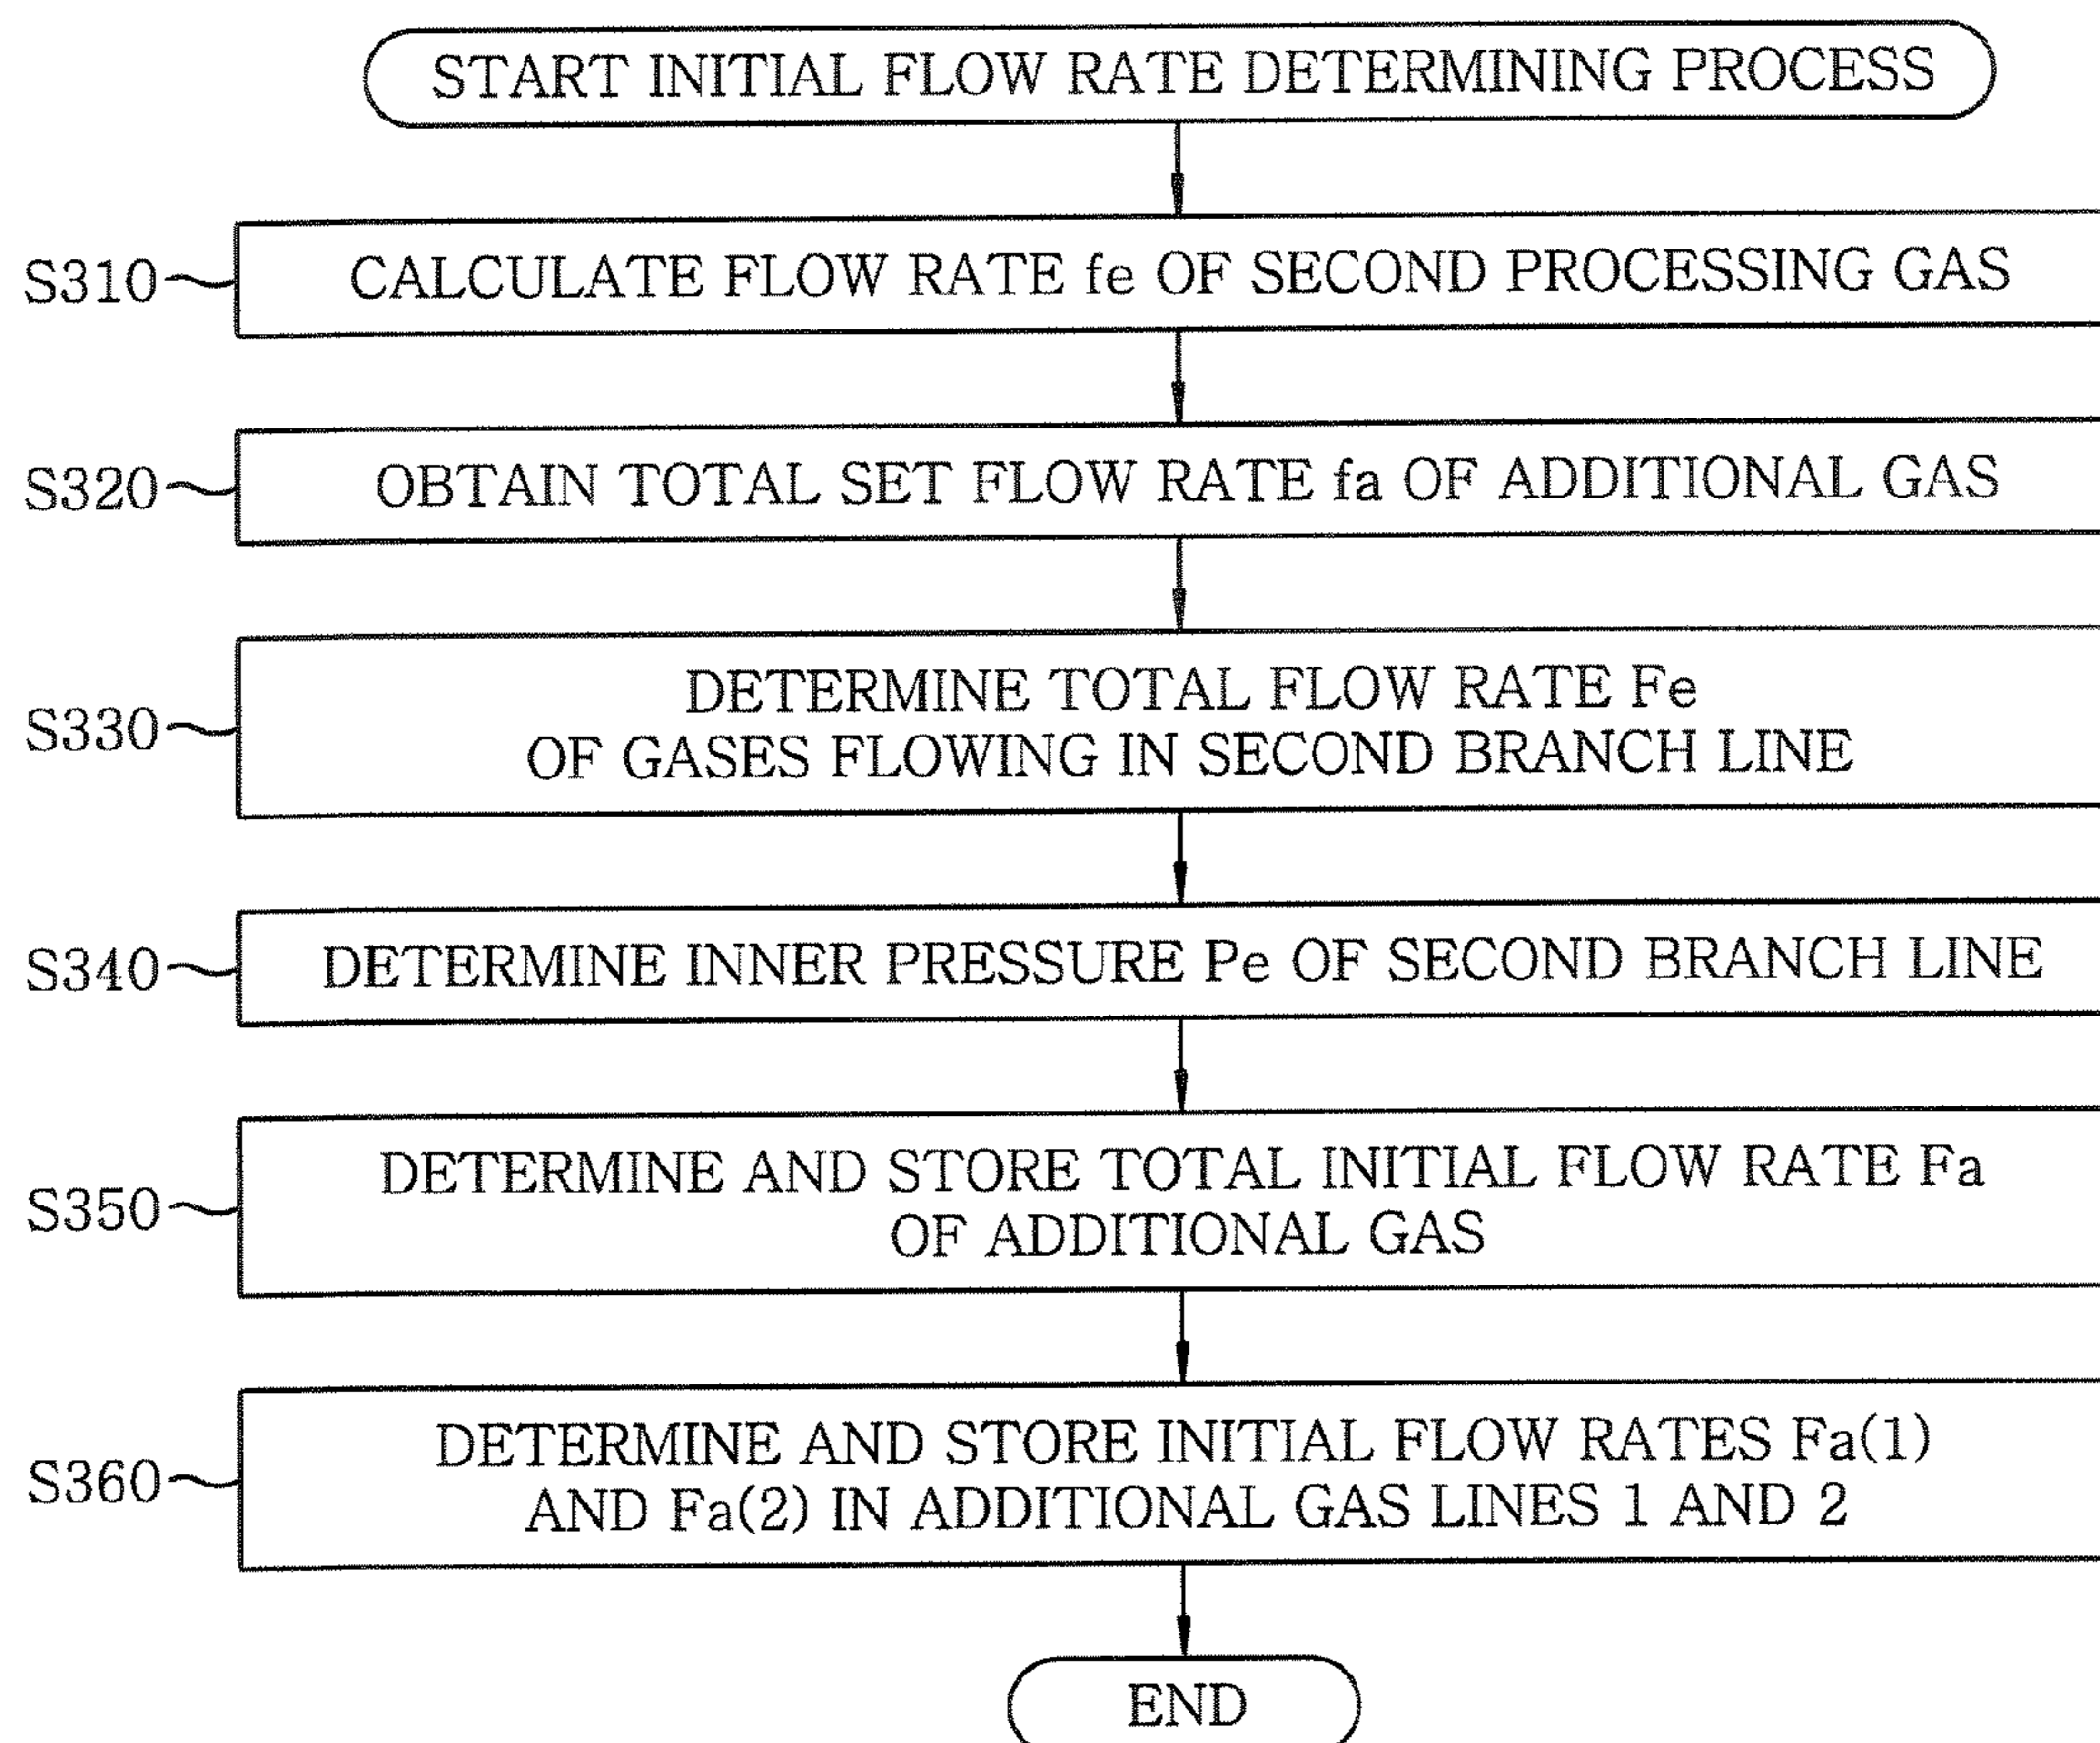 START INITIAL FLOW RATE DETERMINING PROCESS
S310
CALCULATE FLOW RATE fe OF SECOND PROCESSING GAS
S320
OBTAIN TOTAL SET FLOW RATE fa OF ADDITIONAL GAS
S330
DETERMINE TOTAL FLOW RATE Fe
OF GASES FLOWING IN SECOND BRANCH LINE
S340
DETERMINE INNER PRESSURE Pe OF SECOND BRANCH LINE
S350
DETERMINE AND STORE TOTAL INITIAL FLOW RATE Fa
OF ADDITIONAL GAS
S360
DETERMINE AND STORE INITIAL FLOW RATES Fa(1)
AND Fa(2) IN ADDITIONAL GAS LINES 1 AND 2
END